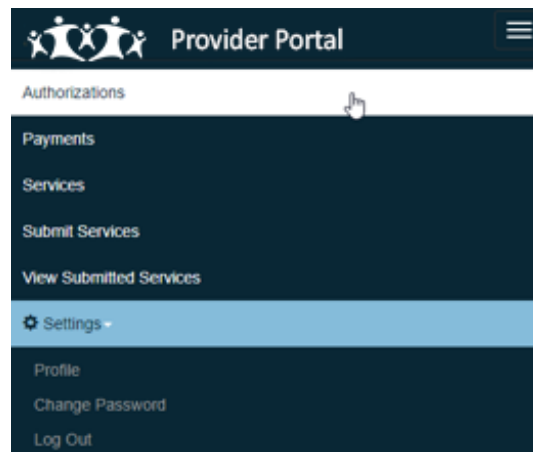 Provider Portal
Authorizations
Payments
Services
Submit Services
View Submitted Services
Settings
Profile
Change Password
Log Out